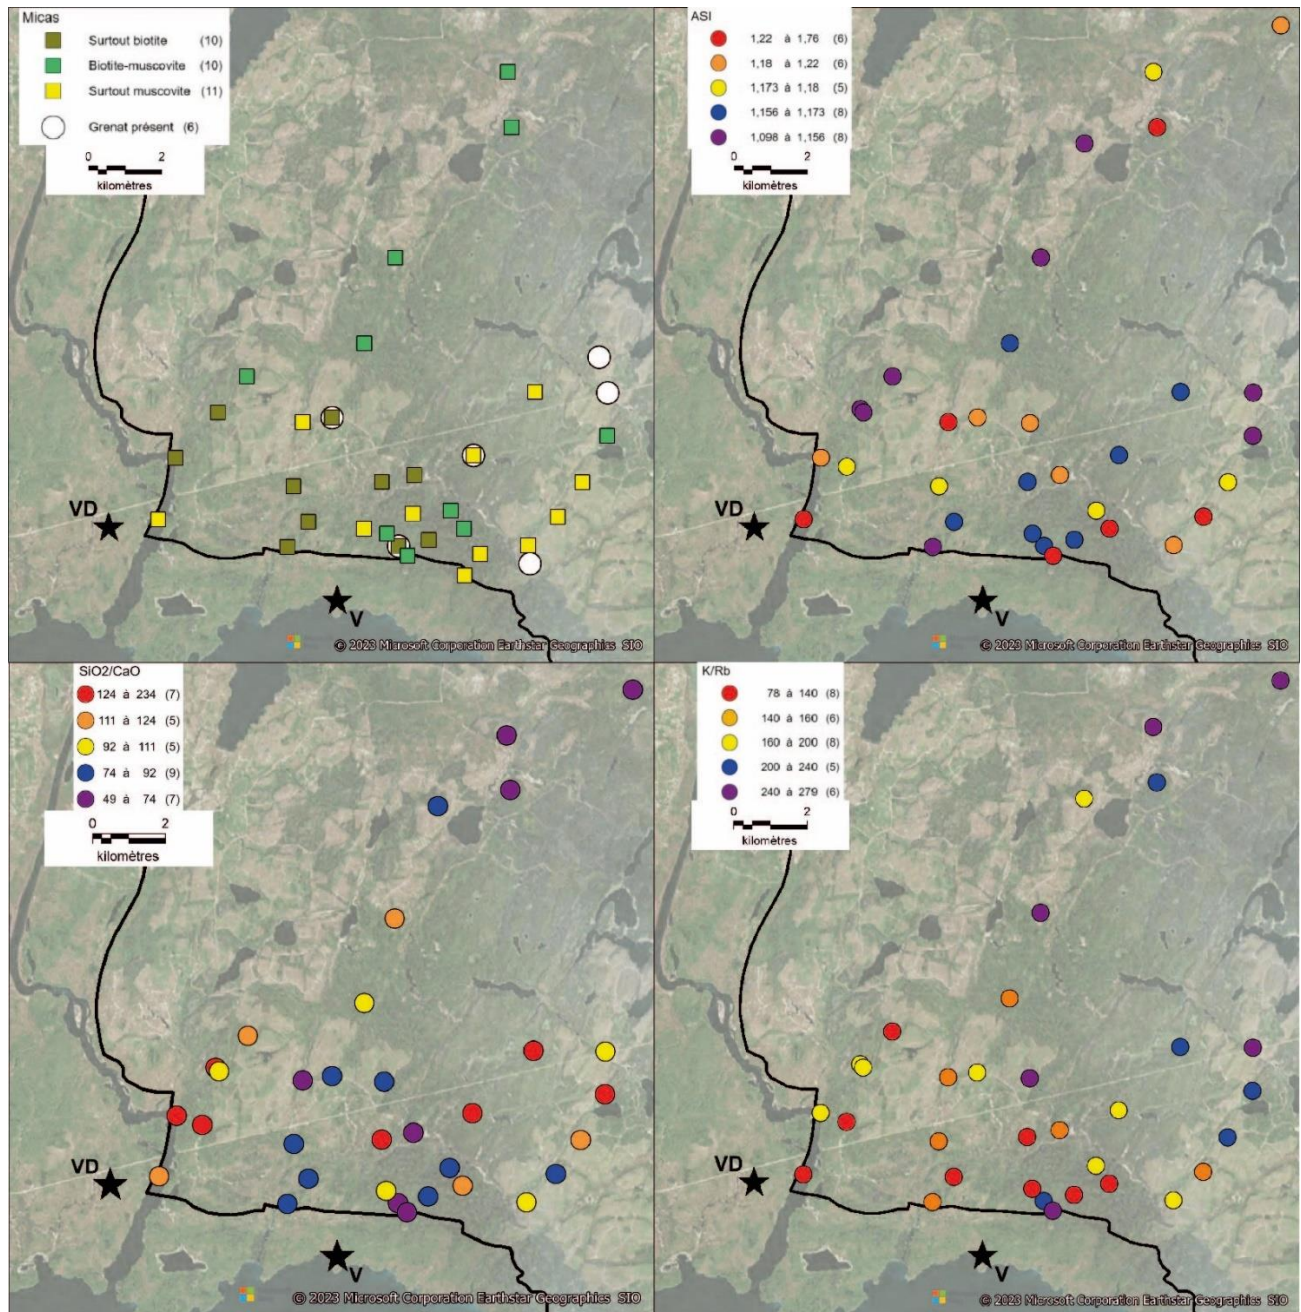 Micas
Surtout biotite (10)
Biotite-muscovite (10)
Surtout muscovite (11)
Grenat présent (6)
0 2
kilomètres
VD
V
© 2023 Microsoft Corporation Earthstar Geographics SIO
ASI
1,22 à 1,76 (6)
1,18 à 1,22 (6)
1,173 à 1,18 (5)
1,156 à 1,173 (8)
1,098 à 1,156 (8)
0 2
kilomètres
VD
V
© 2023 Microsoft Corporation Earthstar Geographics SIO
SiO2/CaO
124 à 234 (7)
111 à 124 (5)
92 à 111 (5)
74 à 92 (9)
49 à 74 (7)
0 2
kilomètres
VD
V
© 2023 Microsoft Corporation Earthstar Geographics SIO
K/Rb
78 à 140 (8)
140 à 160 (6)
160 à 200 (8)
200 à 240 (5)
240 à 279 (6)
0 2
kilomètres
VD
V
© 2023 Microsoft Corporation Earthstar Geographics SIO